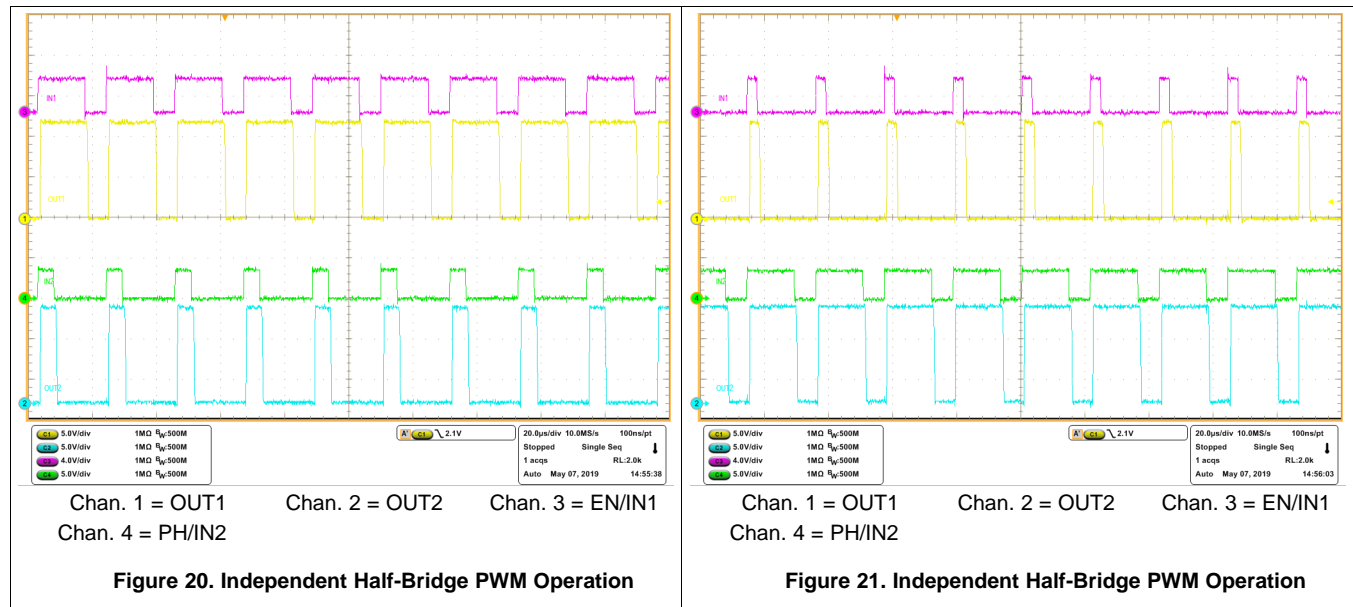 3
IN1
OUT1
1
IN2
4
OUT2
2
C1 5.0V/div 1MΩ BW:500M
C2 5.0V/div 1MΩ BW:500M
C3 4.0V/div 1MΩ BW:500M
C4 5.0V/div 1MΩ BW:500M
A' C1 2.1V
20.0µs/div 10.0MS/s 100ns/pt
Stopped Single Seq
1 acqs RL:2.0k
Auto May 07, 2019 14:55:38
Chan. 1 = OUT1 Chan. 2 = OUT2 Chan. 3 = EN/IN1
Chan. 4 = PH/IN2
Figure 20. Independent Half-Bridge PWM Operation
3
IN1
OUT1
1
IN2
4
OUT2
2
C1 5.0V/div 1MΩ BW:500M
C2 5.0V/div 1MΩ BW:500M
C3 4.0V/div 1MΩ BW:500M
C4 5.0V/div 1MΩ BW:500M
A' C1 2.1V
20.0µs/div 10.0MS/s 100ns/pt
Stopped Single Seq
1 acqs RL:2.0k
Auto May 07, 2019 14:56:03
Chan. 1 = OUT1 Chan. 2 = OUT2 Chan. 3 = EN/IN1
Chan. 4 = PH/IN2
Figure 21. Independent Half-Bridge PWM Operation